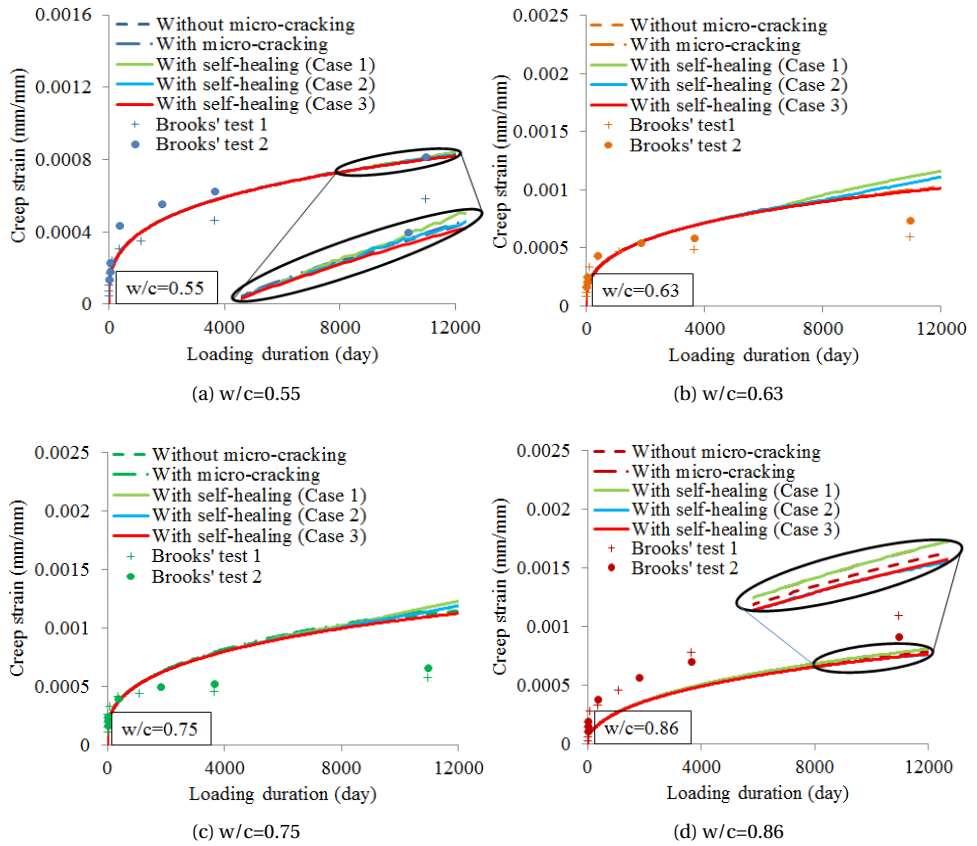 0.0016
0.0012
0.0008
0.0004
0
Creep strain (mm/mm)
Without micro-cracking
With micro-cracking
With self-healing (Case 1)
With self-healing (Case 2)
With self-healing (Case 3)
Brooks' test 1
Brooks' test 2
w/c=0.55
0 4000 8000 12000
Loading duration (day)
(a) w/c=0.55
0.0025
0.002
0.0015
0.001
0.0005
0
Creep strain (mm/mm)
Without micro-cracking
With micro-cracking
With self-healing (Case 1)
With self-healing (Case 2)
With self-healing (Case 3)
Brooks' test1
Brooks' test 2
w/c=0.63
0 4000 8000 12000
Loading duration (day)
(b) w/c=0.63
0.0025
0.002
0.0015
0.001
0.0005
0
Creep strain (mm/mm)
Without micro-cracking
With micro-cracking
With self-healing (Case 1)
With self-healing (Case 2)
With self-healing (Case 3)
Brooks' test 1
Brooks' test 2
w/c=0.75
0 4000 8000 12000
Loading duration (day)
(c) w/c=0.75
0.0025
0.002
0.0015
0.001
0.0005
0
Creep strain (mm/mm)
Without micro-cracking
With micro-cracking
With self-healing (Case 1)
With self-healing (Case 2)
With self-healing (Case 3)
Brooks' test 1
Brooks' test 2
w/c=0.86
0 4000 8000 12000
Loading duration (day)
(d) w/c=0.86